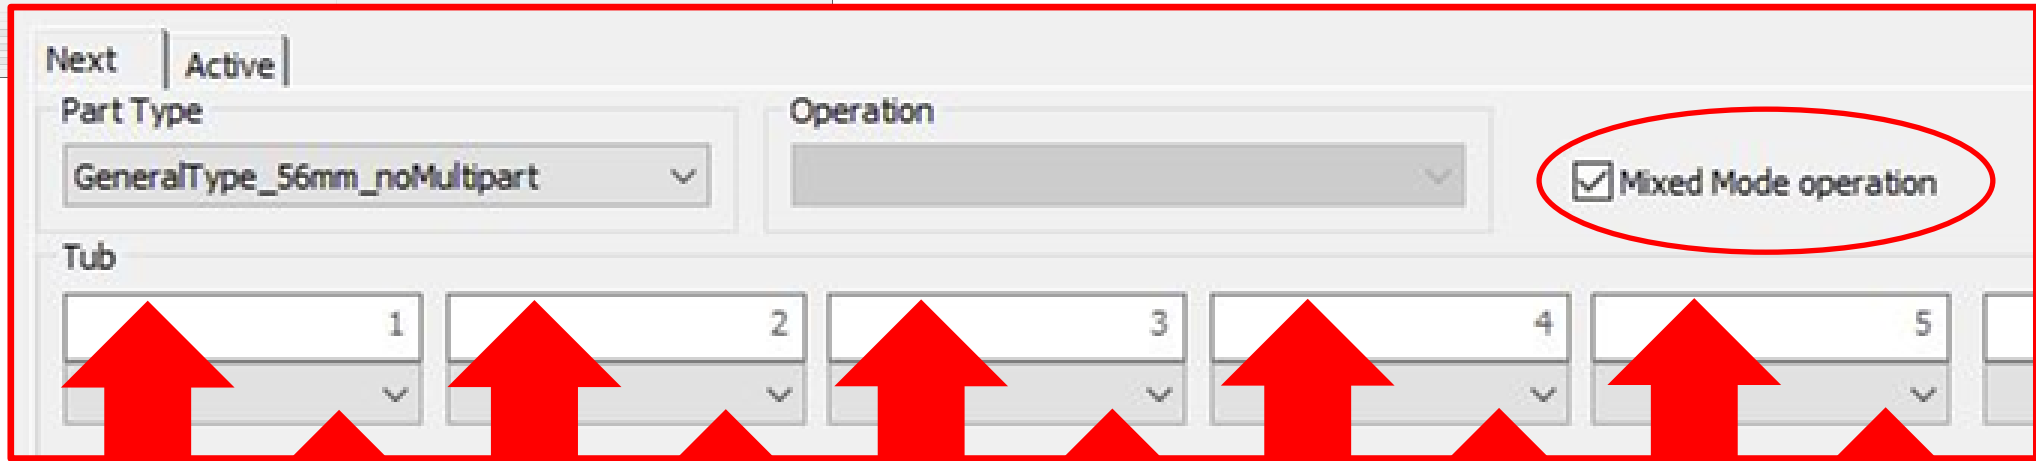 Next Active
Part Type Operation
GeneralType_56mm_noMultipart Mixed Mode operation
Tub
1 2 3 4 5